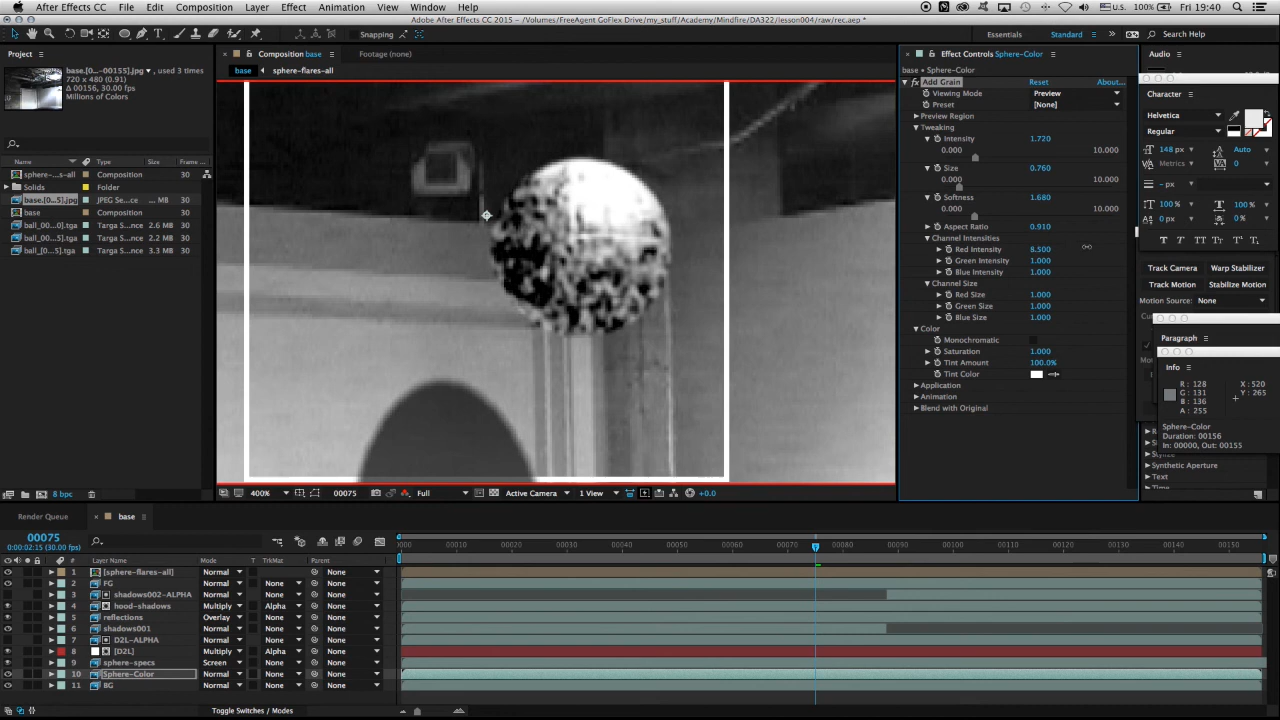 After Effects CC File Edit Composition Layer Effect Animation View Window Help U.S. 100% Fri 19:40
Adobe After Effects CC 2015 - /Volumes/FreeAgent GoFlex Drive/my_stuff/Academy/Mindfire/DA322/lesson004/raw/rec.aep *
Snapping Essentials Standard Search Help
Project Composition base Footage (none) Effect Controls Sphere-Color Audio
base sphere-flares-all
base.[0...-00155].jpg , used 3 times
720 x 480 (0.91)
Δ 00156, 30.00 fps
Millions of Colors
base • Sphere-Color
Add Grain Reset About...
Viewing Mode Preview
Preset [None]
Preview Region
Tweaking
Intensity 1.720
0.000 10.000
Size 0.760
0.000 10.000
Softness 1.680
0.000 10.000
Aspect Ratio 0.910
Channel Intensities
Red Intensity 8.500
Green Intensity 1.000
Blue Intensity 1.000
Channel Size
Red Size 1.000
Green Size 1.000
Blue Size 1.000
Color
Monochromatic
Saturation 1.000
Tint Amount 100.0%
Tint Color
Application
Animation
Blend with Original
Name Type Size Frame ...
sphere-...s-all Composition 30
Solids Folder
base.[0...5].jpg JPEG Se...ce ... MB 30
base Composition 30
ball_00...0].tga Targa S...nce 2.6 MB 30
ball_00...5].tga Targa S...nce 2.6 MB 30
ball_[0...5].tga Targa S...nce 3.3 MB 30
Character
Helvetica
Regular
148 px Auto
Metrics 0
- px
100% 100%
0 px 0%
Track Camera Warp Stabilizer
Track Motion Stabilize Motion
Motion Source: None
Paragraph
Info
R : 128
G : 131
B : 136
A : 255
X : 520
Y : 265
Sphere-Color
Duration: 00156
In: 00000, Out: 00155
Synthetic Aperture
Text
8 bpc
400% 00075 Full Active Camera 1 View +0.0
Render Queue base
00075
0:00:02:15 (30.00 fps)
0000 00010 00020 00030 00040 00050 00060 00070 00080 00090 00100 00110 00120 00130 00140 00150
# Layer Name Mode T TrkMat Parent
1 [sphere-flares-all] Normal None
2 FG Normal None None
3 shadows002-ALPHA Normal None None
4 hood-shadows Multiply Alpha None
5 reflections Overlay None None
6 shadows001 Normal None None
7 D2L-ALPHA Normal None None
8 [D2L] Multiply Alpha None
9 sphere-specs Screen None None
10 [Sphere-Color Normal None None
11 BG Normal None None
Toggle Switches / Modes